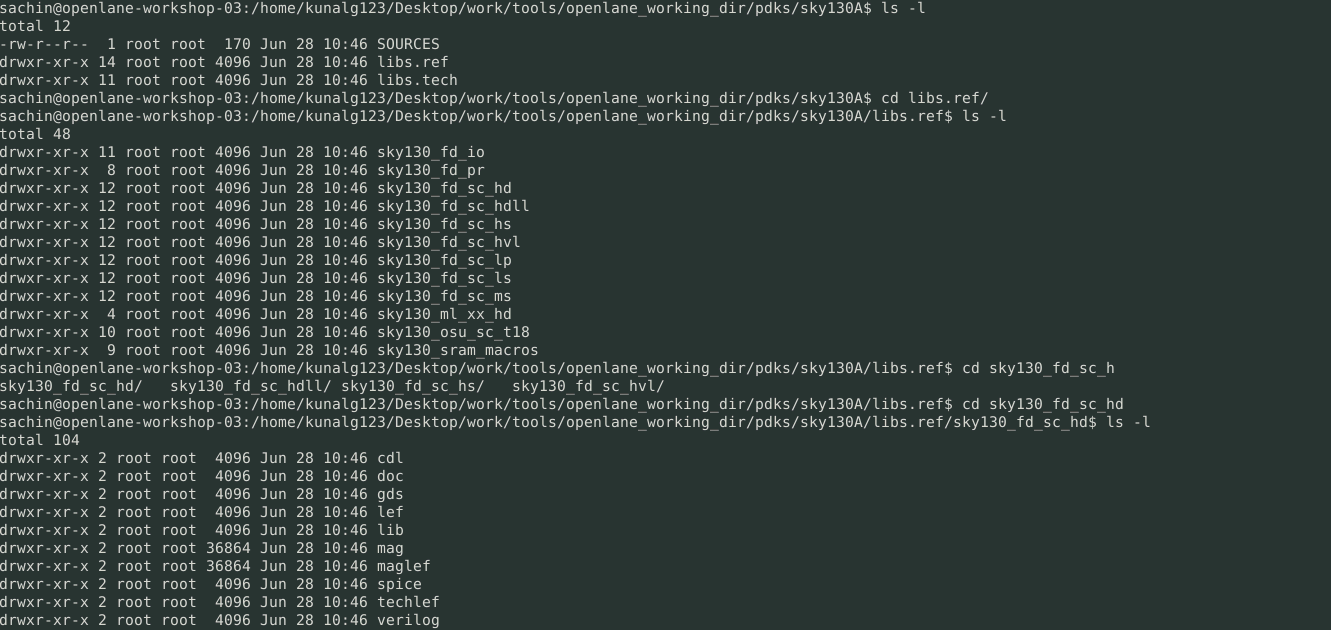 sachin@openlane-workshop-03:/home/kunalg123/Desktop/work/tools/openlane_working_dir/pdks/sky130A$ ls -l
total 12
-rw-r--r--  1 root root  170 Jun 28 10:46 SOURCES
drwxr-xr-x 14 root root 4096 Jun 28 10:46 libs.ref
drwxr-xr-x 11 root root 4096 Jun 28 10:46 libs.tech
sachin@openlane-workshop-03:/home/kunalg123/Desktop/work/tools/openlane_working_dir/pdks/sky130A$ cd libs.ref/
sachin@openlane-workshop-03:/home/kunalg123/Desktop/work/tools/openlane_working_dir/pdks/sky130A/libs.ref$ ls -l
total 48
drwxr-xr-x 11 root root 4096 Jun 28 10:46 sky130_fd_io
drwxr-xr-x  8 root root 4096 Jun 28 10:46 sky130_fd_pr
drwxr-xr-x 12 root root 4096 Jun 28 10:46 sky130_fd_sc_hd
drwxr-xr-x 12 root root 4096 Jun 28 10:46 sky130_fd_sc_hdll
drwxr-xr-x 12 root root 4096 Jun 28 10:46 sky130_fd_sc_hs
drwxr-xr-x 12 root root 4096 Jun 28 10:46 sky130_fd_sc_hvl
drwxr-xr-x 12 root root 4096 Jun 28 10:46 sky130_fd_sc_lp
drwxr-xr-x 12 root root 4096 Jun 28 10:46 sky130_fd_sc_ls
drwxr-xr-x 12 root root 4096 Jun 28 10:46 sky130_fd_sc_ms
drwxr-xr-x  4 root root 4096 Jun 28 10:46 sky130_ml_xx_hd
drwxr-xr-x 10 root root 4096 Jun 28 10:46 sky130_osu_sc_t18
drwxr-xr-x  9 root root 4096 Jun 28 10:46 sky130_sram_macros
sachin@openlane-workshop-03:/home/kunalg123/Desktop/work/tools/openlane_working_dir/pdks/sky130A/libs.ref$ cd sky130_fd_sc_h
sky130_fd_sc_hd/   sky130_fd_sc_hdll/ sky130_fd_sc_hs/   sky130_fd_sc_hvl/
sachin@openlane-workshop-03:/home/kunalg123/Desktop/work/tools/openlane_working_dir/pdks/sky130A/libs.ref$ cd sky130_fd_sc_hd
sachin@openlane-workshop-03:/home/kunalg123/Desktop/work/tools/openlane_working_dir/pdks/sky130A/libs.ref/sky130_fd_sc_hd$ ls -l
total 104
drwxr-xr-x 2 root root  4096 Jun 28 10:46 cdl
drwxr-xr-x 2 root root  4096 Jun 28 10:46 doc
drwxr-xr-x 2 root root  4096 Jun 28 10:46 gds
drwxr-xr-x 2 root root  4096 Jun 28 10:46 lef
drwxr-xr-x 2 root root  4096 Jun 28 10:46 lib
drwxr-xr-x 2 root root 36864 Jun 28 10:46 mag
drwxr-xr-x 2 root root 36864 Jun 28 10:46 maglef
drwxr-xr-x 2 root root  4096 Jun 28 10:46 spice
drwxr-xr-x 2 root root  4096 Jun 28 10:46 techlef
drwxr-xr-x 2 root root  4096 Jun 28 10:46 verilog